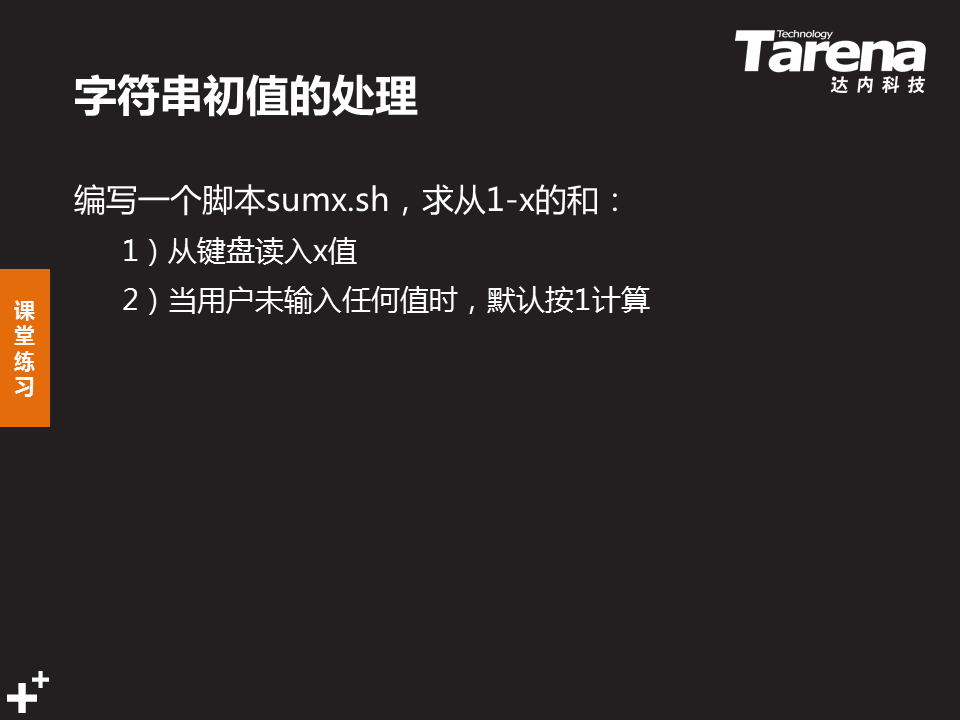 Technology
Tarena
达内科技
字符串初值的处理
编写一个脚本sumx.sh，求从1-x的和：
1）从键盘读入x值
2）当用户未输入任何值时，默认按1计算
课堂练习